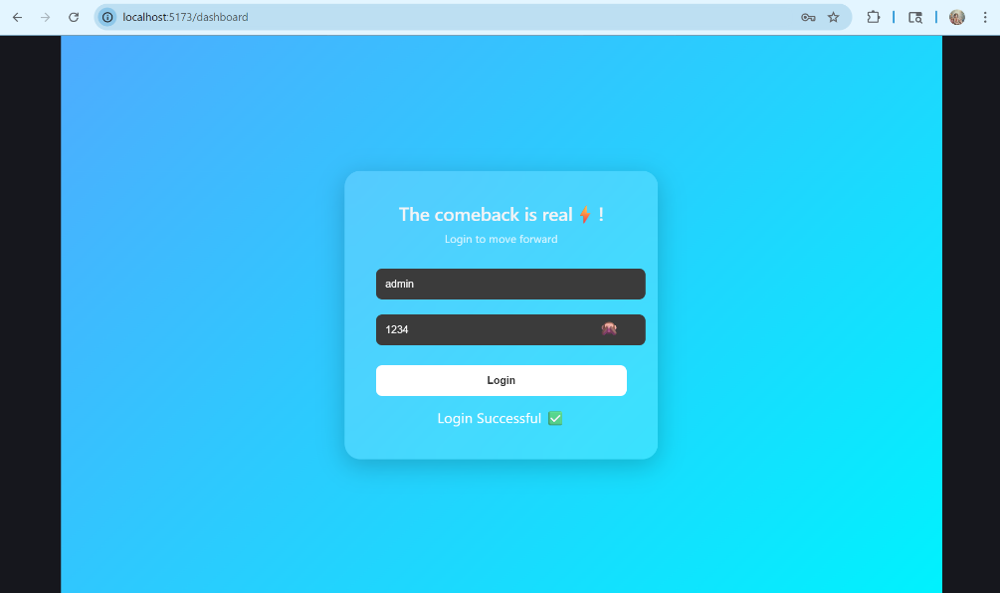 localhost:5173/dashboard
The comeback is real⚡ !
Login to move forward
admin
1234
Login
Login Successful ✅